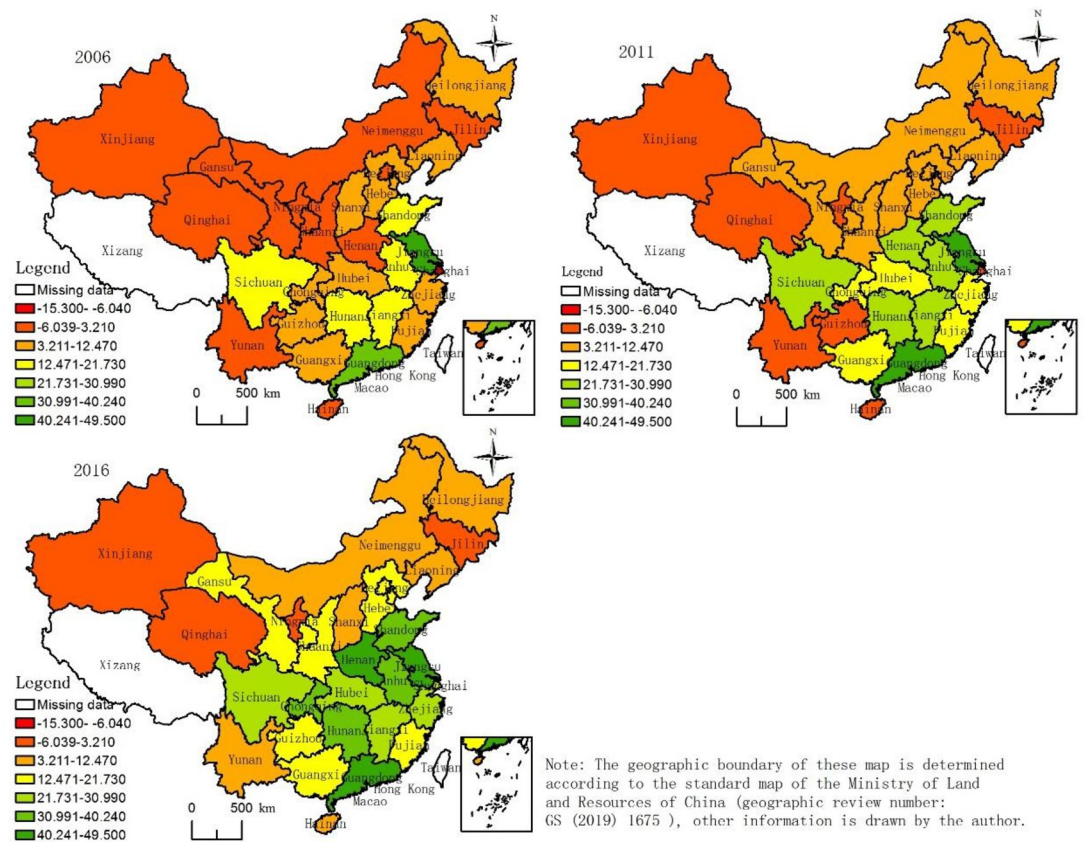 2006
N
Xinjiang
Heilongjiang
Neimenggu
Jilin
Gansu
Liaoning
Qinghai
Ningxia
Shanxi
Shandong
Henan
Xizang
Jiangsu
Sichuan
Hubei
Chongqing
Zhejiang
Hunan
Guizhou
Yunan
Guangxi
Guangdong
Taiwan
Hong Kong
Macao
Hainan
Legend
Missing data
-15.300- -6.040
-6.039-3.210
3.211-12.470
12.471-21.730
21.731-30.990
30.991-40.240
40.241-49.500
0 500 km
2011
N
Xinjiang
Heilongjiang
Neimenggu
Jilin
Gansu
Liaoning
Qinghai
Ningxia
Shanxi
Shandong
Henan
Xizang
Jiangsu
Sichuan
Hubei
Chongqing
Zhejiang
Hunan
Guizhou
Fujian
Yunan
Guangxi
Guangdong
Taiwan
Hong Kong
Macao
Hainan
Legend
Missing data
-15.300- -6.040
-6.039- 3.210
3.211-12.470
12.471-21.730
21.731-30.990
30.991-40.240
40.241-49.500
0 500 km
2016
N
Xinjiang
Heilongjiang
Neimenggu
Jilin
Gansu
Liaoning
Qinghai
Ningxia
Shanxi
Shandong
Henan
Xizang
Jiangsu
Shanghai
Sichuan
Hubei
Chongqing
Zhejiang
Hunan
Guizhou
Fujian
Yunan
Guangxi
Guangdong
Taiwan
Hong Kong
Macao
Hainan
Legend
Missing data
-15.300- -6.040
-6.039-3.210
3.211-12.470
12.471-21.730
21.731-30.990
30.991-40.240
40.241-49.500
0 500 km
Note: The geographic boundary of these map is determined
according to the standard map of the Ministry of Land
and Resources of China (geographic review number:
GS (2019) 1675 ), other information is drawn by the author.